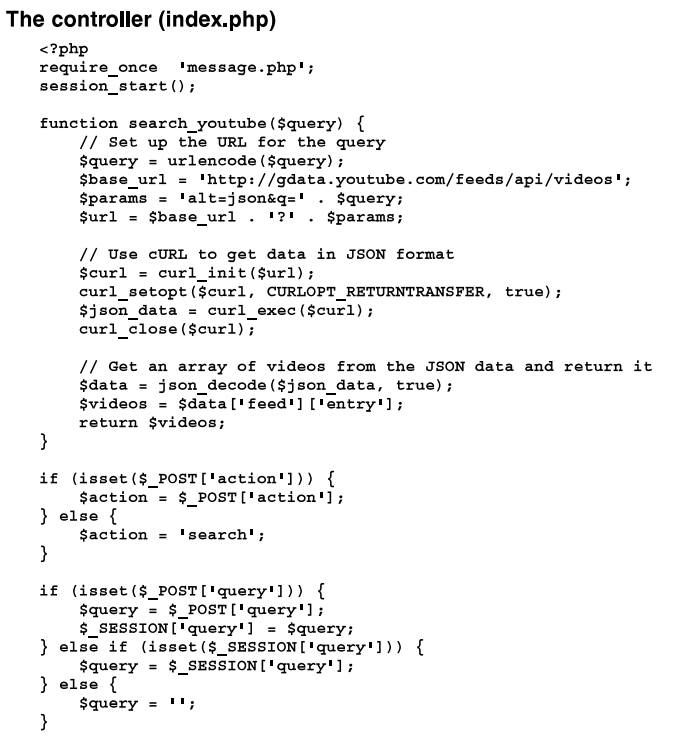 The controller (index.php)
<?php
require_once  'message.php';
session_start();
function search_youtube($query) {
// Set up the URL for the query
$query = urlencode($query);
$base_url = 'http://gdata.youtube.com/feeds/api/videos';
$params = 'alt=json&q=' . $query;
$url = $base_url . '?' . $params;
// Use cURL to get data in JSON format
$curl = curl_init($url);
curl_setopt($curl, CURLOPT_RETURNTRANSFER, true);
$json_data = curl_exec($curl);
curl_close($curl);
// Get an array of videos from the JSON data and return it
$data = json_decode($json_data, true);
$videos = $data['feed']['entry'];
return $videos;
}
if (isset($_POST['action'])) {
$action = $_POST['action'];
} else {
$action = 'search';
}
if (isset($_POST['query'])) {
$query = $_POST['query'];
$_SESSION['query'] = $query;
} else if (isset($_SESSION['query'])) {
$query = $_SESSION['query'];
} else {
$query = '';
}